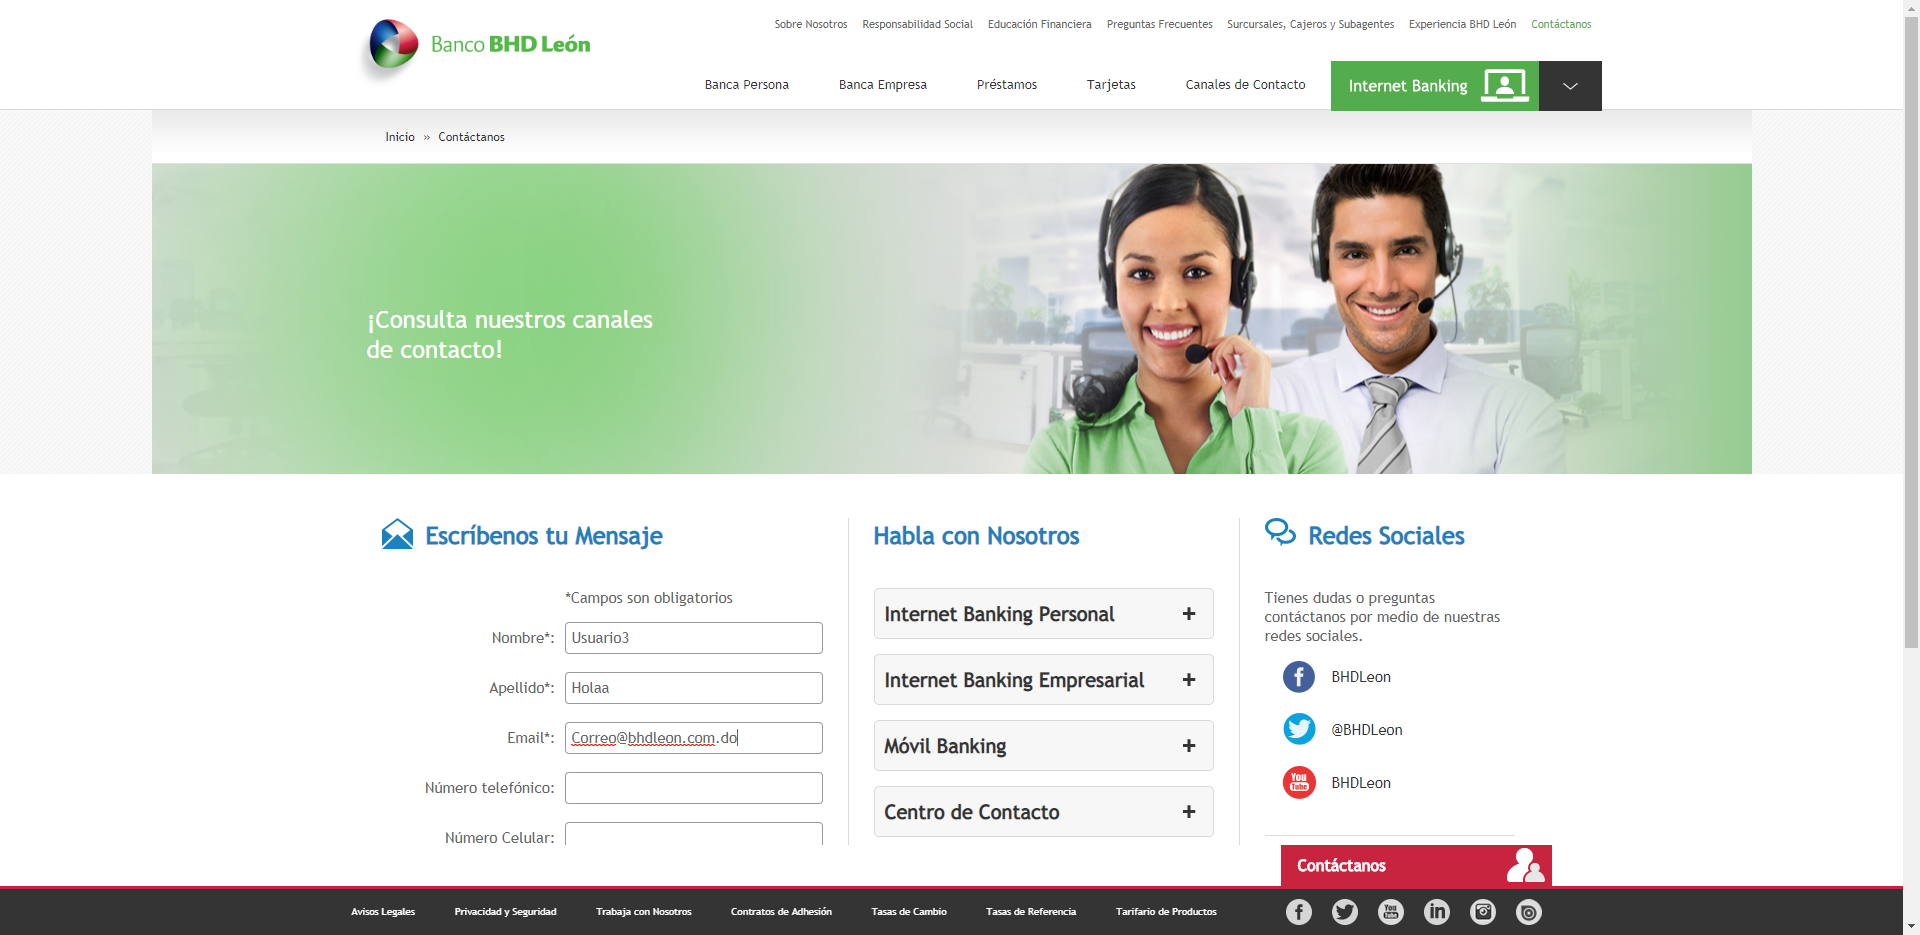 Banco BHD León
Sobre Nosotros Responsabilidad Social Educación Financiera Preguntas Frecuentes Surcursales, Cajeros y Subagentes Experiencia BHD León Contáctanos
Banca Persona Banca Empresa Préstamos Tarjetas Canales de Contacto Internet Banking
Inicio » Contáctanos
¡Consulta nuestros canales
de contacto!
Escríbenos tu Mensaje
*Campos son obligatorios
Nombre*: Usuario3
Apellido*: Holaa
Email*: Correo@bhdleon.com.do
Número telefónico:
Número Celular:
Habla con Nosotros
Internet Banking Personal +
Internet Banking Empresarial +
Móvil Banking +
Centro de Contacto +
Redes Sociales
Tienes dudas o preguntas
contáctanos por medio de nuestras
redes sociales.
BHDLeon
@BHDLeon
You Tube BHDLeon
Contáctanos
Avisos Legales Privacidad y Seguridad Trabaja con Nosotros Contratos de Adhesión Tasas de Cambio Tasas de Referencia Tarifario de Productos